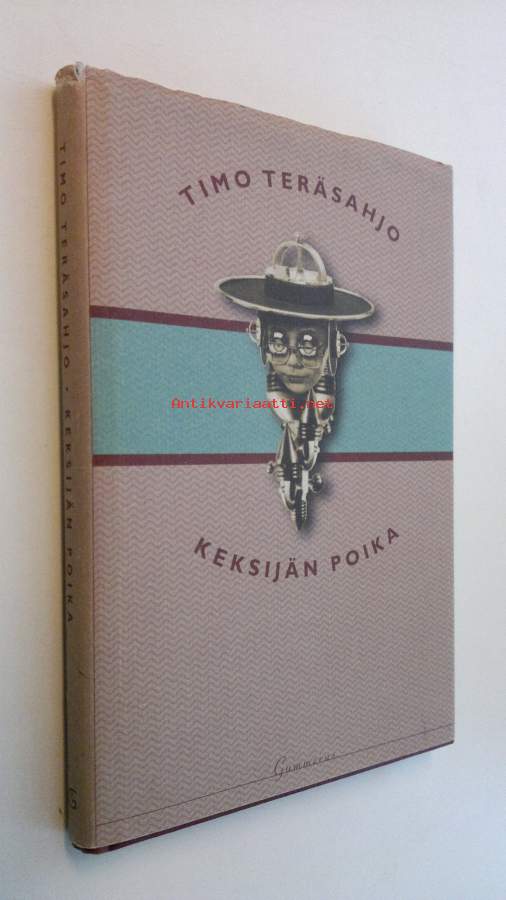 TIMO TERÄSAHJO
Antikvariaatti.net
KEKSIJÄN POIKA
Gummerus
TIMO TERÄSAHJO • KEKSIJÄN POIKA
G